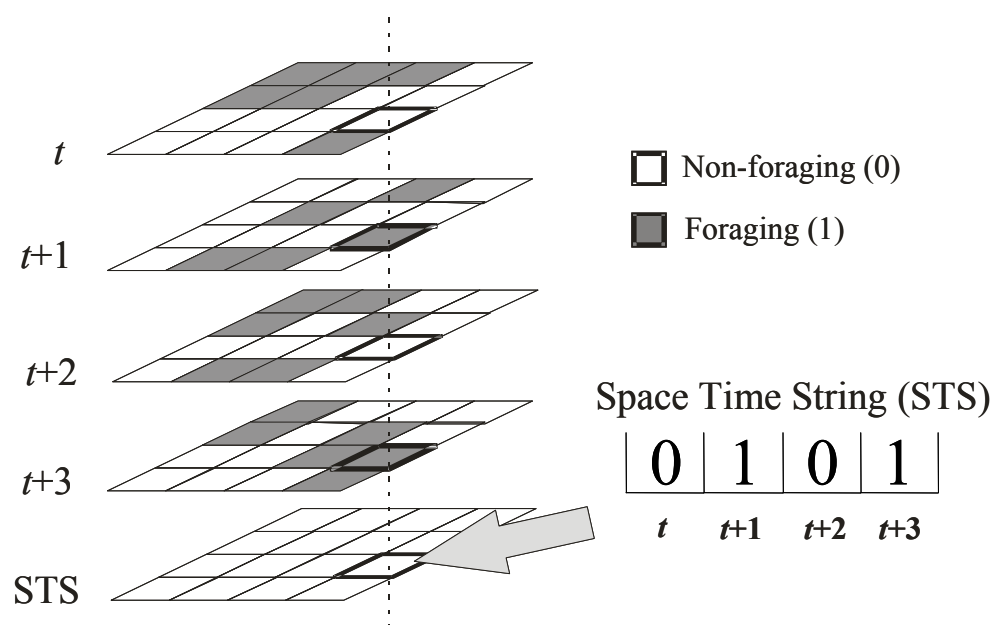 t
Non-foraging (0)
Foraging (1)
t+1
t+2
Space Time String (STS)
0 1 0 1
t t+1 t+2 t+3
t+3
STS